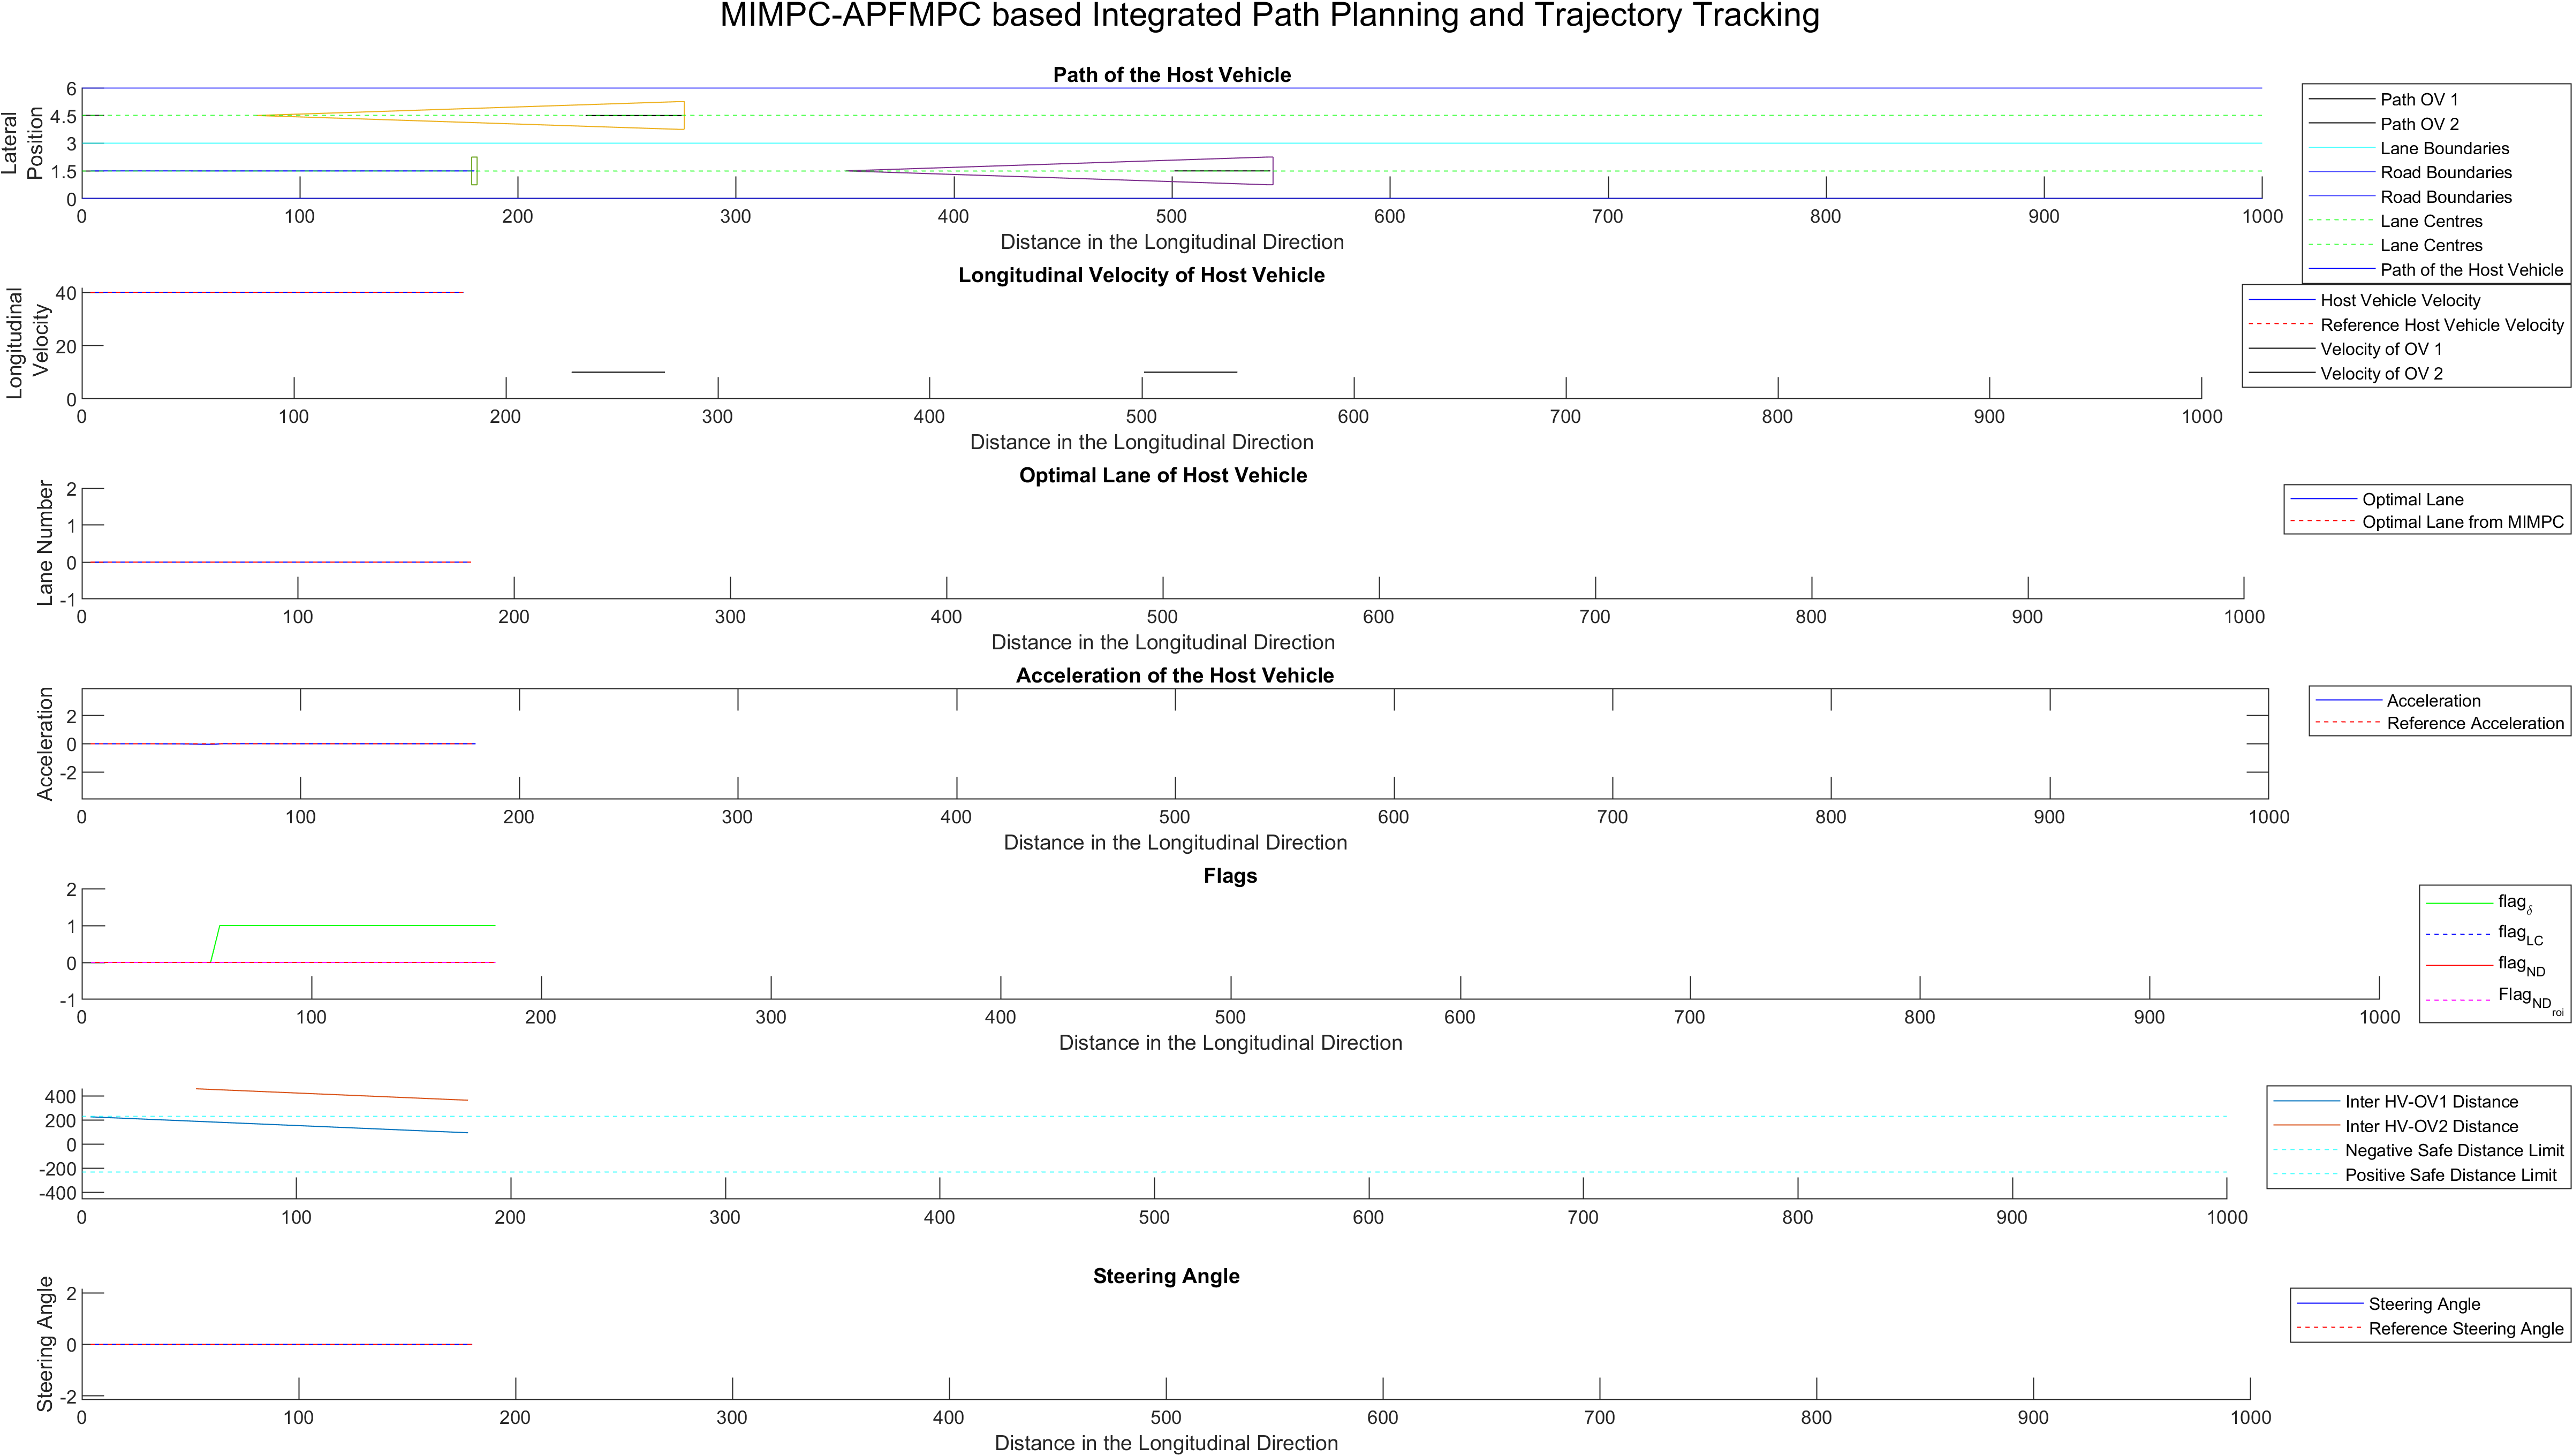 MIMPC-APFMPC based Integrated Path Planning and Trajectory Tracking
Path of the Host Vehicle
Lateral
Position
6
4.5
3
1.5
0
0 100 200 300 400 500 600 700 800 900 1000
Distance in the Longitudinal Direction
Path OV 1
Path OV 2
Lane Boundaries
Road Boundaries
Road Boundaries
Lane Centres
Lane Centres
Path of the Host Vehicle
Longitudinal Velocity of Host Vehicle
Longitudinal
Velocity
40
20
0
0 100 200 300 400 500 600 700 800 900 1000
Distance in the Longitudinal Direction
Host Vehicle Velocity
Reference Host Vehicle Velocity
Velocity of OV 1
Velocity of OV 2
Optimal Lane of Host Vehicle
Lane Number
2
1
0
-1
0 100 200 300 400 500 600 700 800 900 1000
Distance in the Longitudinal Direction
Optimal Lane
Optimal Lane from MIMPC
Acceleration of the Host Vehicle
Acceleration
2
0
-2
0 100 200 300 400 500 600 700 800 900 1000
Distance in the Longitudinal Direction
Acceleration
Reference Acceleration
Flags
2
1
0
-1
0 100 200 300 400 500 600 700 800 900 1000
Distance in the Longitudinal Direction
flag δ
flag LC
flag ND
Flag ND roi
400
200
0
-200
-400
0 100 200 300 400 500 600 700 800 900 1000
Inter HV-OV1 Distance
Inter HV-OV2 Distance
Negative Safe Distance Limit
Positive Safe Distance Limit
Steering Angle
Steering Angle
2
0
-2
0 100 200 300 400 500 600 700 800 900 1000
Distance in the Longitudinal Direction
Steering Angle
Reference Steering Angle